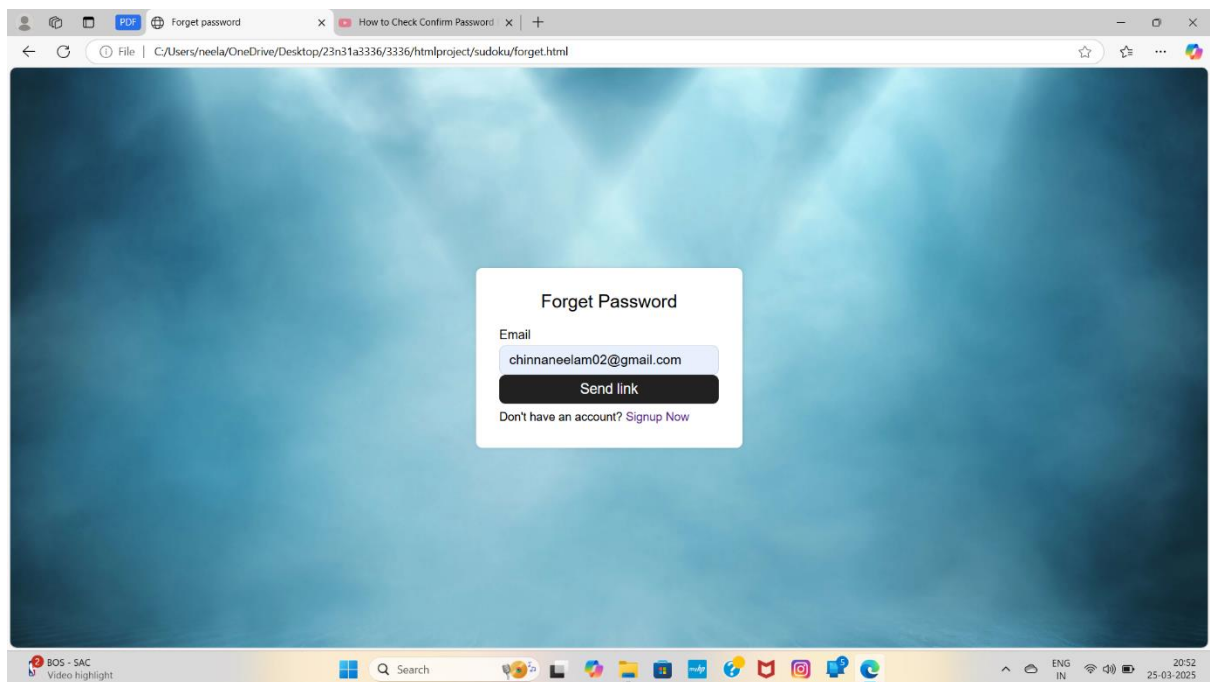 PDF
Forget password
How to Check Confirm Password
File | C:/Users/neela/OneDrive/Desktop/23n31a3336/3336/htmlproject/sudoku/forget.html
Forget Password
Email
chinnaneelam02@gmail.com
Send link
Don't have an account? Signup Now
2
BOS - SAC
Video highlight
Search
5
ENG
IN
20:52
25-03-2025